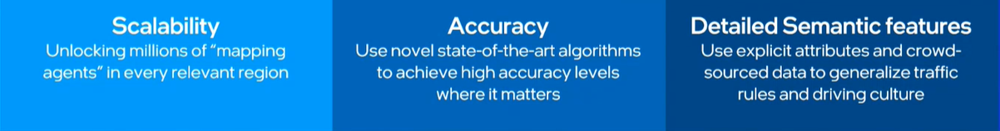 Scalability
Unlocking millions of “mapping
agents” in every relevant region
Accuracy
Use novel state-of-the-art algorithms
to achieve high accuracy levels
where it matters
Detailed Semantic features
Use explicit attributes and crowd-
sourced data to generalize traffic
rules and driving culture